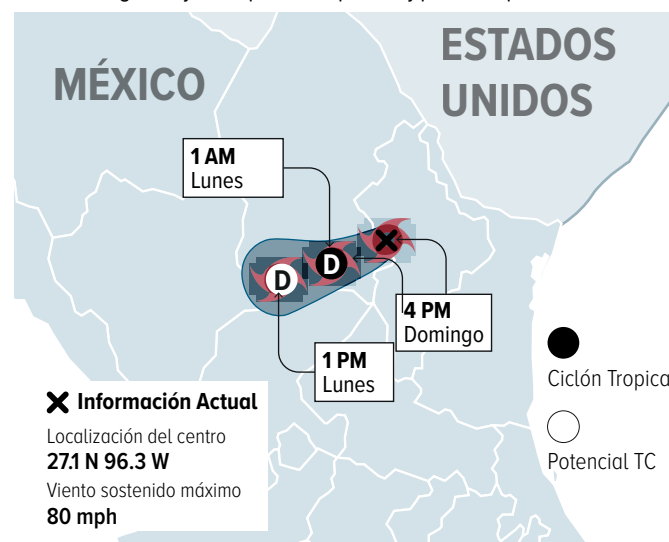 MÉXICO
ESTADOS
UNIDOS
1 AM
Lunes
D
D
4 PM
Domingo
1 PM
Lunes
Ciclón Tropica
Potencial TC
Información Actual
Localización del centro
27.1 N 96.3 W
Viento sostenido máximo
80 mph